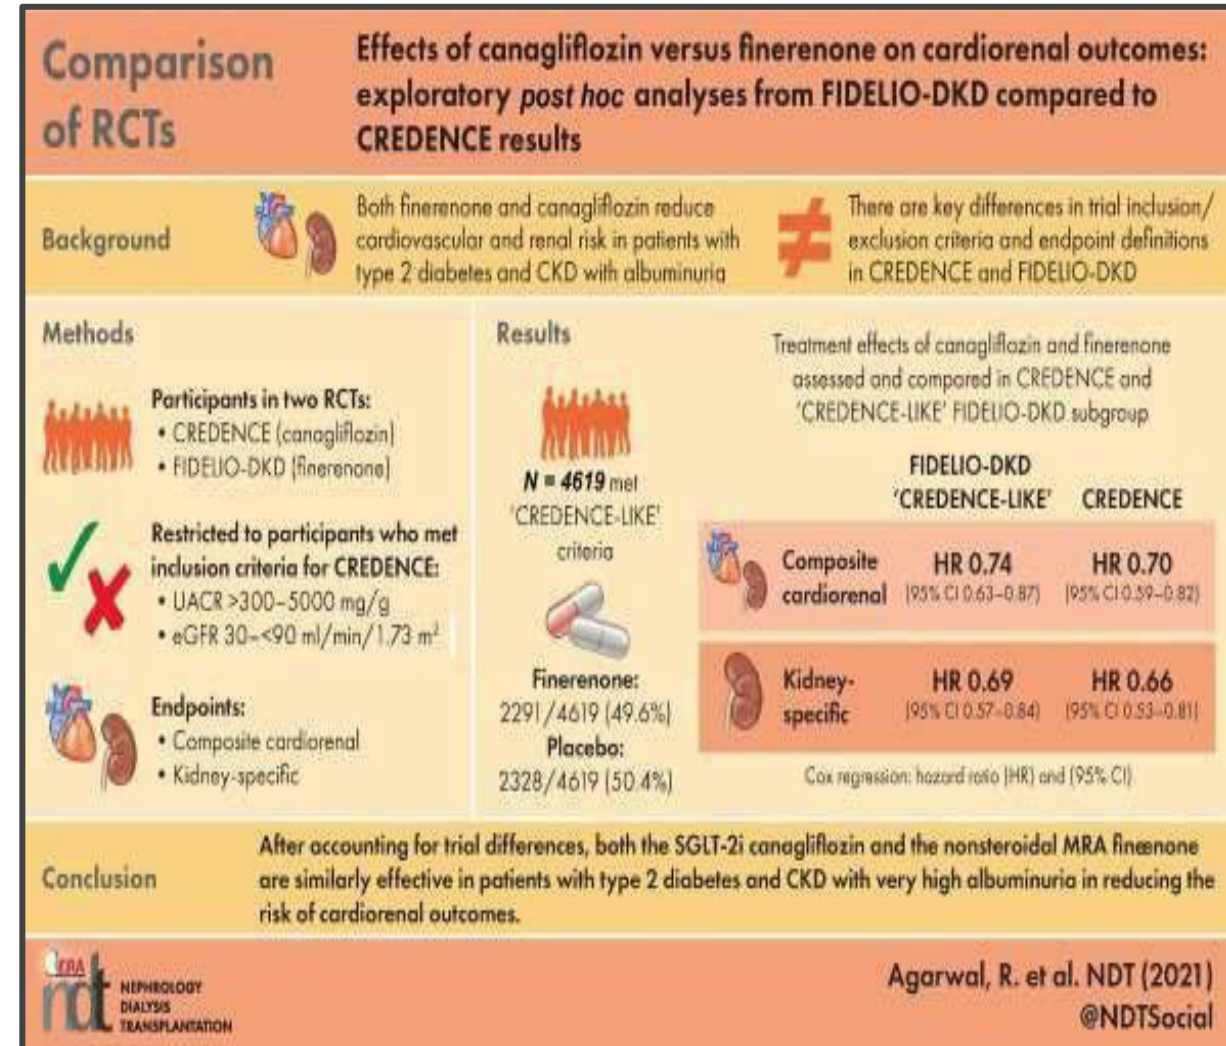 Comparison
of RCTs
Effects of canagliflozin versus finerenone on cardiorenal outcomes:
exploratory post hoc analyses from FIDELIO-DKD compared to
CREDENCE results
Background
Both finerenone and canagliflozin reduce
cardiovascular and renal risk in patients with
type 2 diabetes and CKD with albuminuria
≠
There are key differences in trial inclusion/
exclusion criteria and endpoint definitions
in CREDENCE and FIDELIO-DKD
Methods
Participants in two RCTs:
• CREDENCE (canagliflozin)
• FIDELIO-DKD (finerenone)
Restricted to participants who met
inclusion criteria for CREDENCE:
• UACR >300–5000 mg/g
• eGFR 30–<90 ml/min/1.73 m²
Endpoints:
• Composite cardiorenal
• Kidney-specific
Results
N = 4619 met
'CREDENCE-LIKE'
criteria
Finerenone:
2291/4619 (49.6%)
Placebo:
2328/4619 (50.4%)
Treatment effects of canagliflozin and finerenone
assessed and compared in CREDENCE and
'CREDENCE-LIKE' FIDELIO-DKD subgroup
FIDELIO-DKD
'CREDENCE-LIKE' CREDENCE
Composite HR 0.74 HR 0.70
cardiorenal (95% CI 0.63–0.87) (95% CI 0.59–0.82)
Kidney- HR 0.69 HR 0.66
specific (95% CI 0.57–0.84) (95% CI 0.53–0.81)
Cox regression: hazard ratio (HR) and (95% CI)
Conclusion
After accounting for trial differences, both the SGLT-2i canagliflozin and the nonsteroidal MRA fineenone
are similarly effective in patients with type 2 diabetes and CKD with very high albuminuria in reducing the
risk of cardiorenal outcomes.
ERA
ndt
NEPHROLOGY
DIALYSIS
TRANSPLANTATION
Agarwal, R. et al. NDT (2021)
@NDTSocial